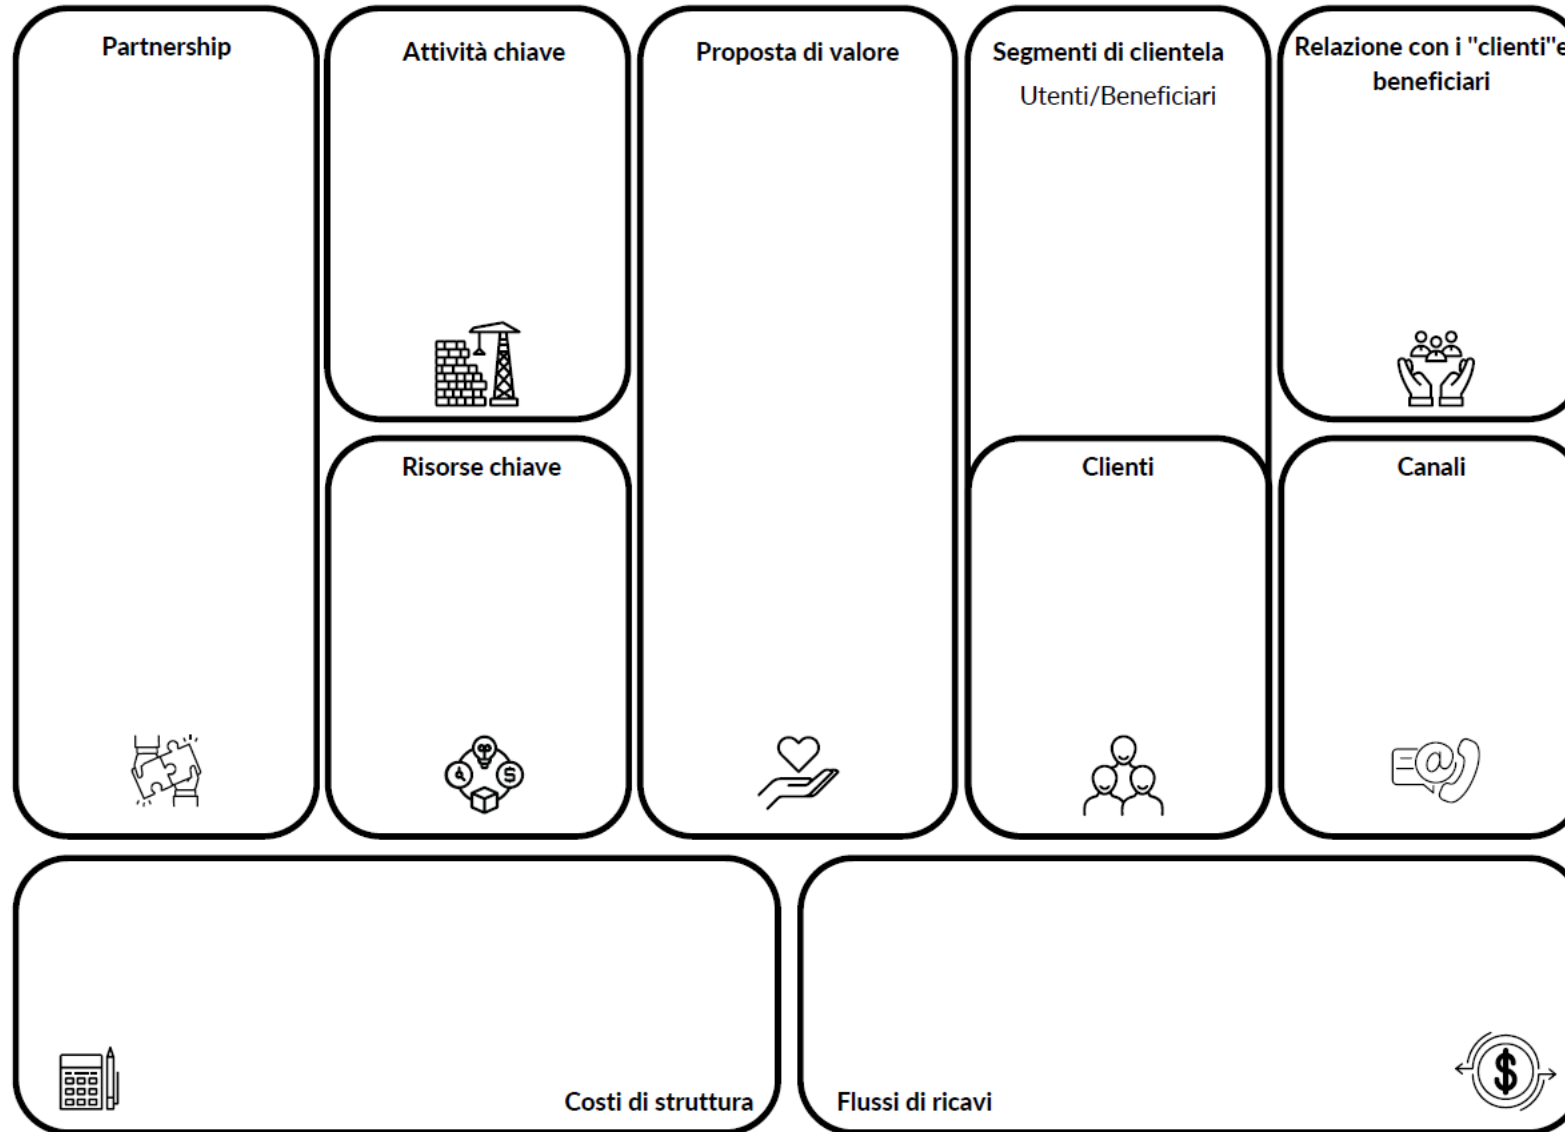 Partnership
Attività chiave
Proposta di valore
Segmenti di clientela
Utenti/Beneficiari
Relazione con i "clienti"e
beneficiari
Risorse chiave
Clienti
Canali
Costi di struttura
Flussi di ricavi